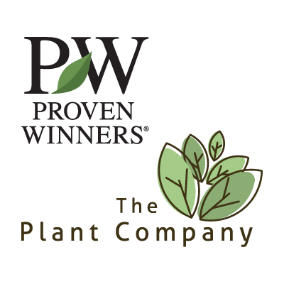 PW
PROVEN
WINNERS®
The
Plant Company